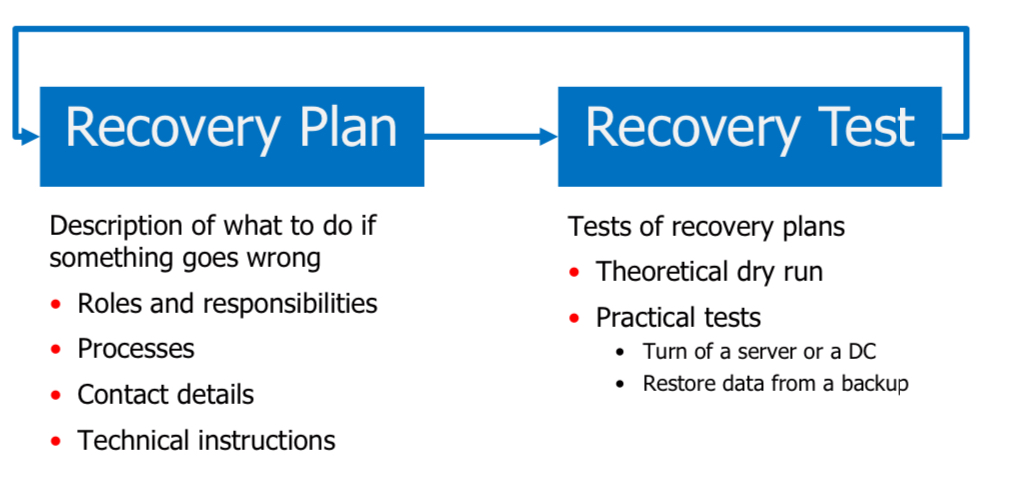 Recovery Plan
Recovery Test
Description of what to do if
something goes wrong
• Roles and responsibilities
• Processes
• Contact details
• Technical instructions
Tests of recovery plans
• Theoretical dry run
• Practical tests
• Turn of a server or a DC
• Restore data from a backup